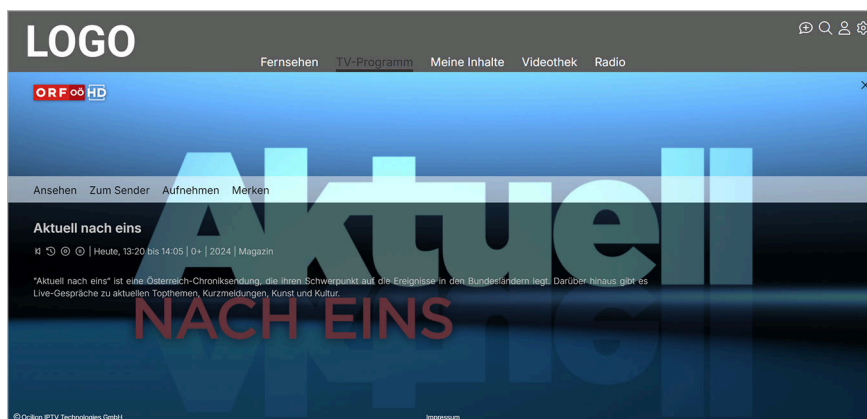 LOGO
Fernsehen TV-Programm Meine Inhalte Videothek Radio
ORF oö HD
Aktuell
Ansehen Zum Sender Aufnehmen Merken
Aktuell nach eins
| Heute, 13:20 bis 14:05 | 0+ | 2024 | Magazin
"Aktuell nach eins" ist eine Österreich-Chroniksendung, die ihren Schwerpunkt auf die Ereignisse in den Bundesländern legt. Darüber hinaus gibt es
Live-Gespräche zu aktuellen Topthemen, Kurzmeldungen, Kunst und Kultur.
NACH EINS
© Ocilion IPTV Technologies GmbH Impressum